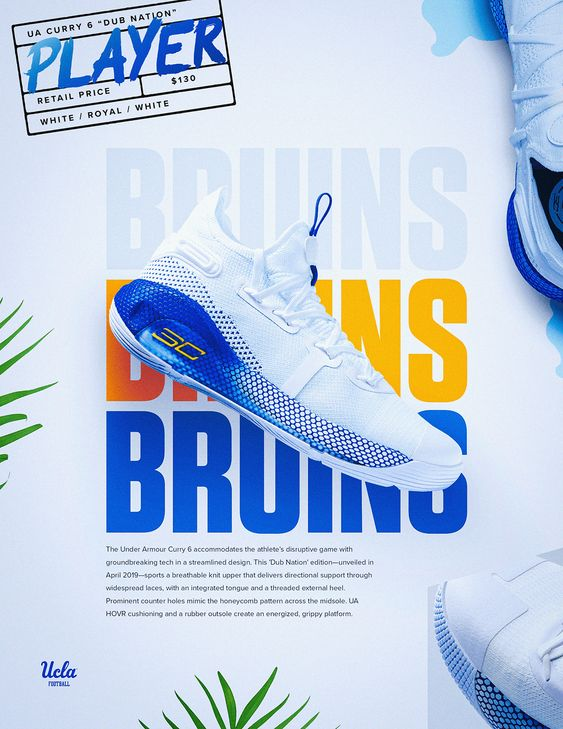 UA CURRY 6 "DUB NATION"
PLAYER
RETAIL PRICE
$130
WHITE / ROYAL / WHITE
BRUINS
BRUINS
BRUINS
SC
The Under Armour Curry 6 accommodates the athlete's disruptive game with
groundbreaking tech in a streamlined design. This 'Dub Nation' edition—unveiled in
April 2019—sports a breathable knit upper that delivers directional support through
widespread laces, with an integrated tongue and a threaded external heel.
Prominent counter holes mimic the honeycomb pattern across the midsole. UA
HOVR cushioning and a rubber outsole create an energized, grippy platform.
Ucla
FOOTBALL